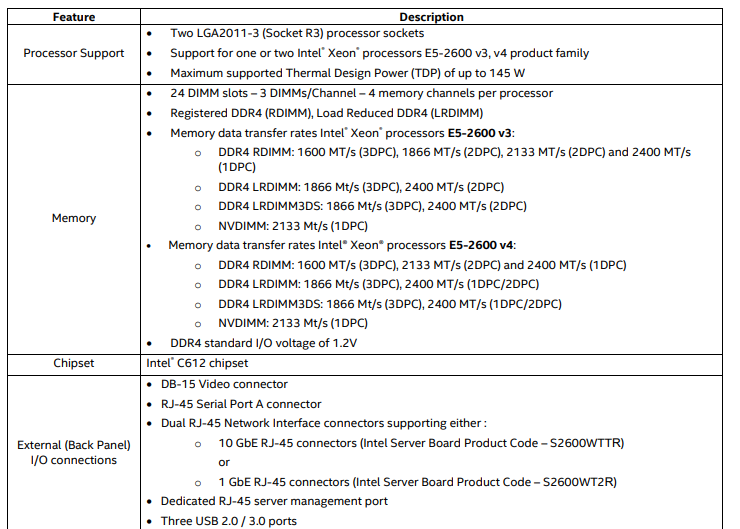 Feature Description
Processor Support
• Two LGA2011-3 (Socket R3) processor sockets
• Support for one or two Intel® Xeon® processors E5-2600 v3, v4 product family
• Maximum supported Thermal Design Power (TDP) of up to 145 W
Memory
• 24 DIMM slots – 3 DIMMs/Channel – 4 memory channels per processor
• Registered DDR4 (RDIMM), Load Reduced DDR4 (LRDIMM)
• Memory data transfer rates Intel® Xeon® processors E5-2600 v3:
o DDR4 RDIMM: 1600 MT/s (3DPC), 1866 MT/s (2DPC), 2133 MT/s (2DPC) and 2400 MT/s
(1DPC)
o DDR4 LRDIMM: 1866 Mt/s (3DPC), 2400 MT/s (2DPC)
o DDR4 LRDIMM3DS: 1866 Mt/s (3DPC), 2400 MT/s (2DPC)
o NVDIMM: 2133 Mt/s (1DPC)
• Memory data transfer rates Intel® Xeon® processors E5-2600 v4:
o DDR4 RDIMM: 1600 MT/s (3DPC), 2133 MT/s (2DPC) and 2400 MT/s (1DPC)
o DDR4 LRDIMM: 1866 Mt/s (3DPC), 2400 MT/s (1DPC/2DPC)
o DDR4 LRDIMM3DS: 1866 Mt/s (3DPC), 2400 MT/s (1DPC/2DPC)
o NVDIMM: 2133 Mt/s (1DPC)
• DDR4 standard I/O voltage of 1.2V
Chipset Intel® C612 chipset
External (Back Panel)
I/O connections
• DB-15 Video connector
• RJ-45 Serial Port A connector
• Dual RJ-45 Network Interface connectors supporting either :
o 10 GbE RJ-45 connectors (Intel Server Board Product Code – S2600WTTR)
or
o 1 GbE RJ-45 connectors (Intel Server Board Product Code – S2600WT2R)
• Dedicated RJ-45 server management port
• Three USB 2.0 / 3.0 ports